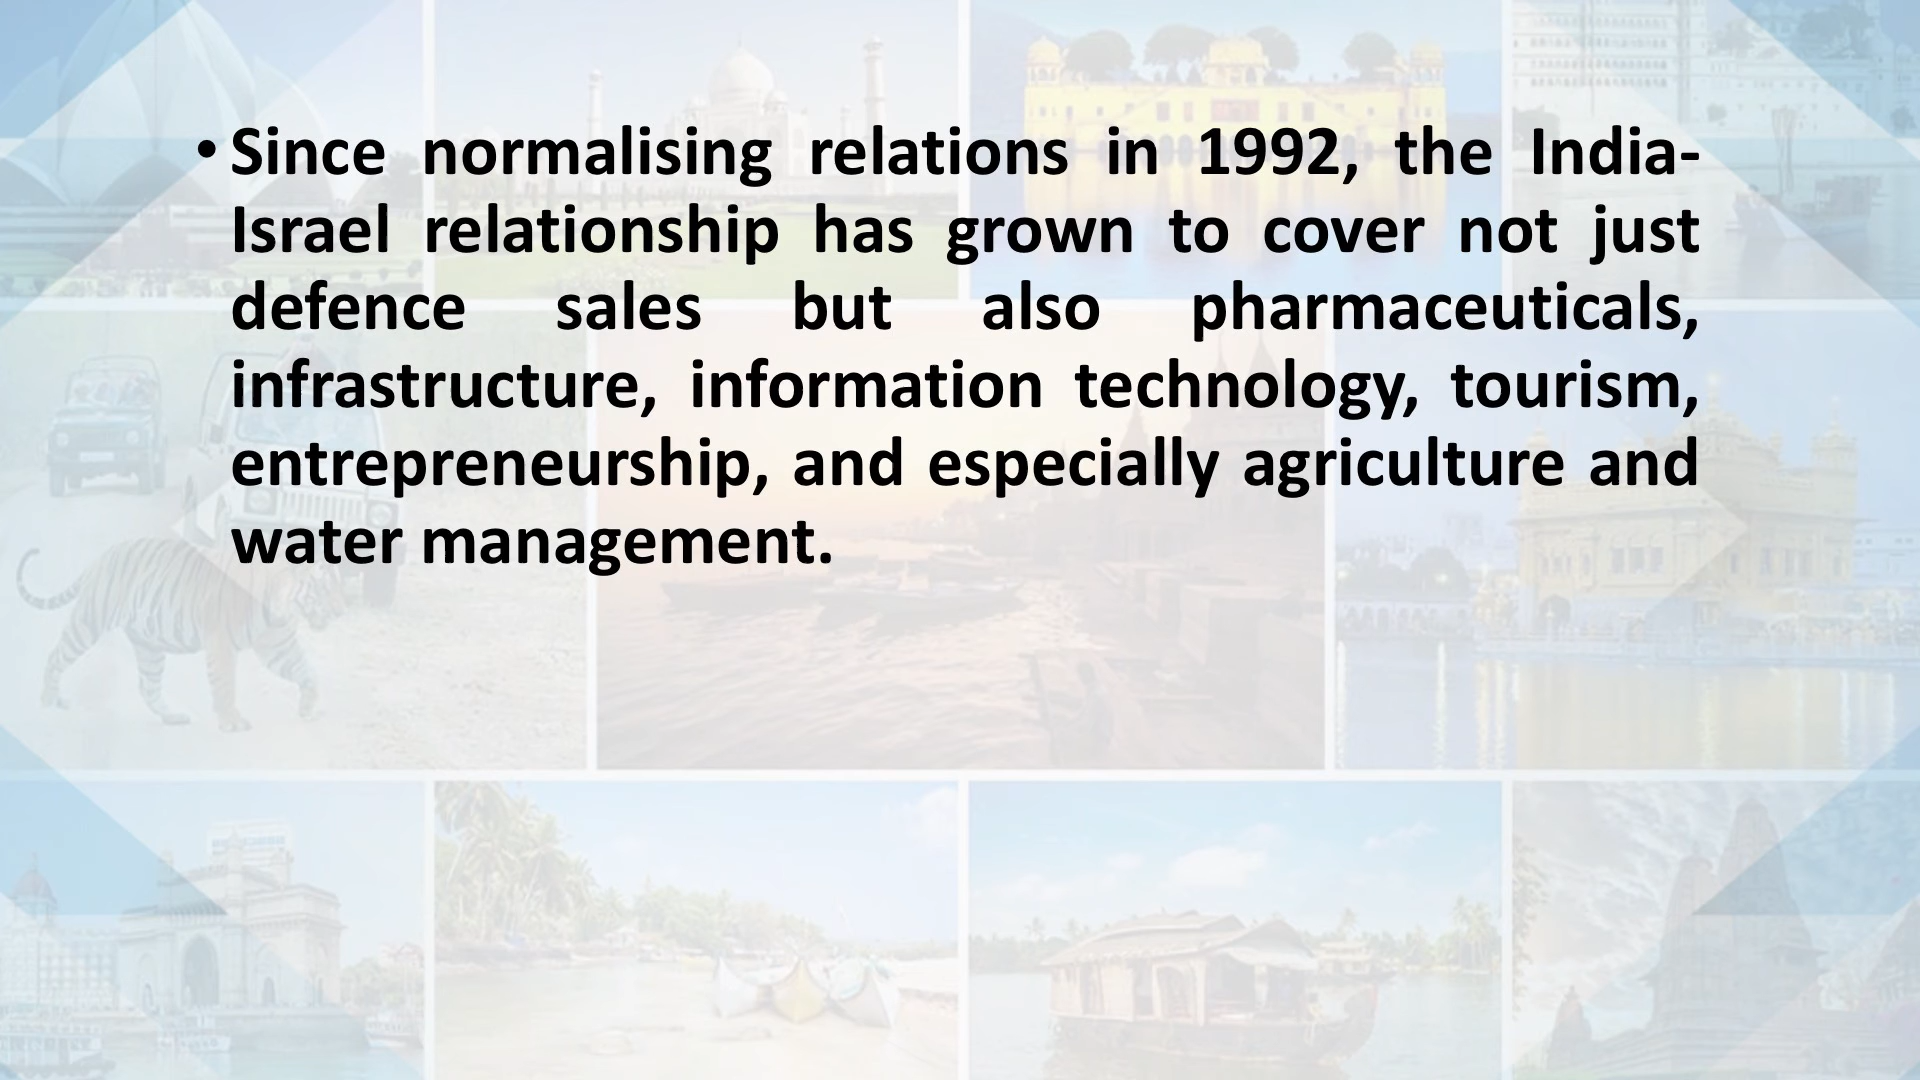 • Since normalising relations in 1992, the India-
Israel relationship has grown to cover not just
defence sales but also pharmaceuticals,
infrastructure, information technology, tourism,
entrepreneurship, and especially agriculture and
water management.